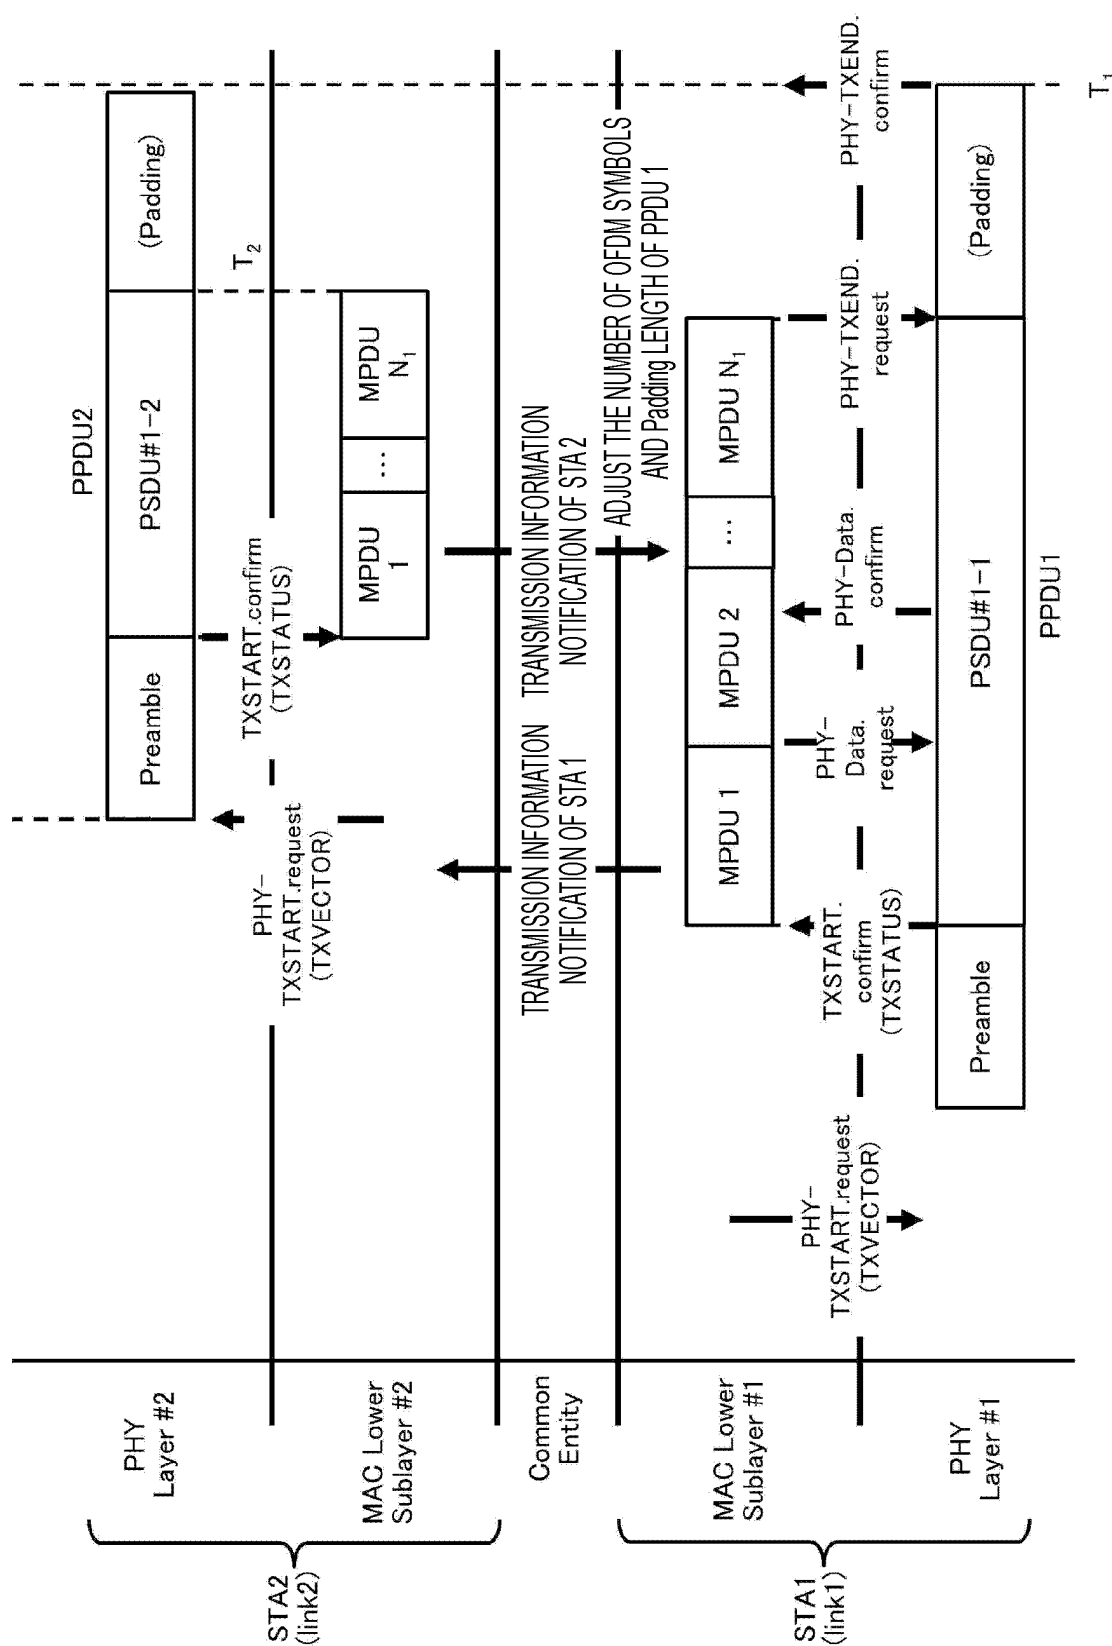 STA2
(link2)
PHY
Layer #2
MAC Lower
Sublayer #2
Common
Entity
STA1
(link1)
MAC Lower
Sublayer #1
PHY
Layer #1
PPDU2
Preamble
PSDU#1-2
(Padding)
T2
PHY-
TXSTART.request
(TXVECTOR)
TXSTART.confirm
(TXSTATUS)
MPDU
1
...
MPDU
N1
TRANSMISSION INFORMATION
NOTIFICATION OF STA1
TRANSMISSION INFORMATION
NOTIFICATION OF STA2
ADJUST THE NUMBER OF OFDM SYMBOLS
AND Padding LENGTH OF PPDU1
MPDU 1
MPDU 2
...
MPDU N1
PHY-
TXSTART.request
(TXVECTOR)
TXSTART.
confirm
(TXSTATUS)
PHY-
Data.
request
PHY-Data.
confirm
PHY-TXEND.
request
PHY-TXEND.
confirm
Preamble
PSDU#1-1
(Padding)
PPDU1
T1